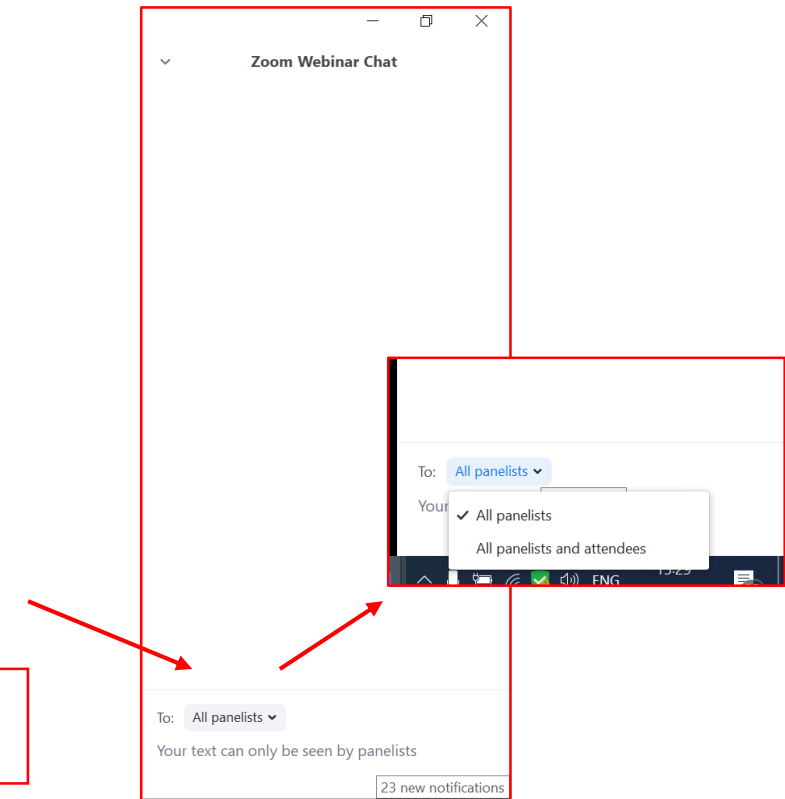 Zoom Webinar Chat
To: All panelists
Your text can only be seen by panelists
23 new notifications
To: All panelists
Your
All panelists
All panelists and attendees
ENG